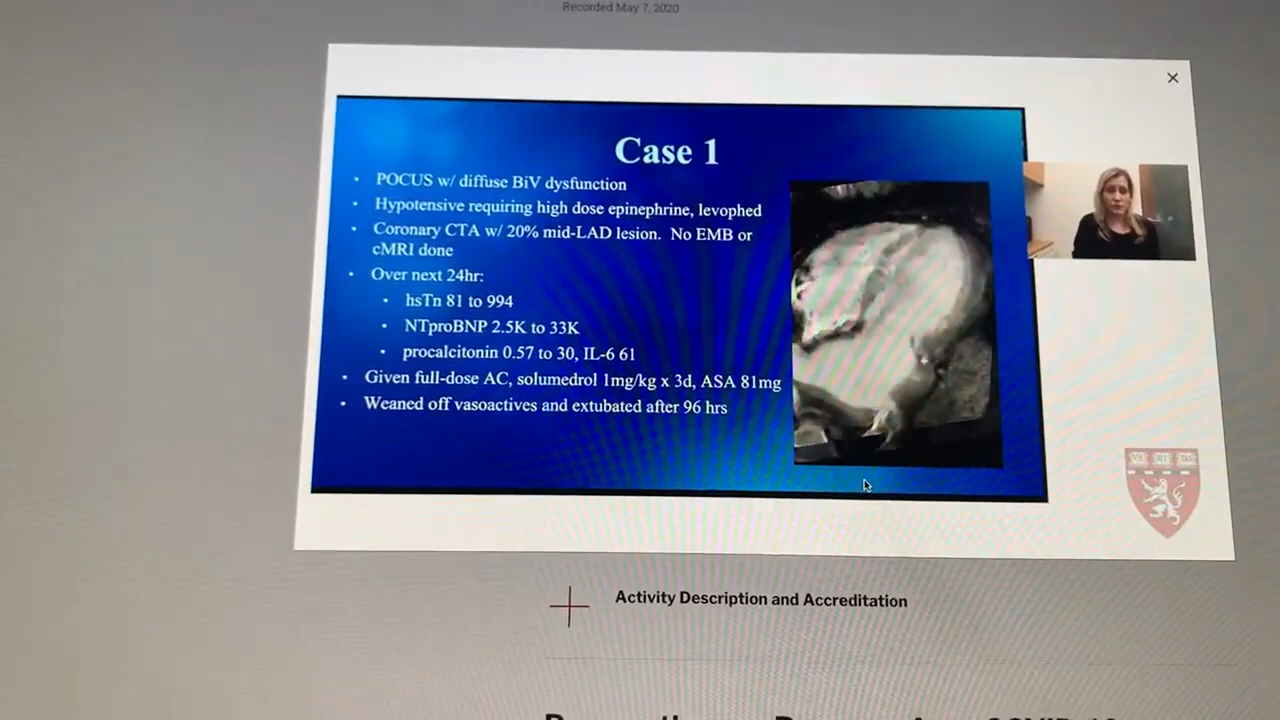 Recorded May 7, 2020
Case 1
• POCUS w/ diffuse BiV dysfunction
• Hypotensive requiring high dose epinephrine, levophed
• Coronary CTA w/ 20% mid-LAD lesion. No EMB or
cMRI done
• Over next 24hr:
• hsTn 81 to 994
• NTproBNP 2.5K to 33K
• procalcitonin 0.57 to 30, IL-6 61
• Given full-dose AC, solumedrol 1mg/kg x 3d, ASA 81mg
• Weaned off vasoactives and extubated after 96 hrs
VE RI TAS
Activity Description and Accreditation